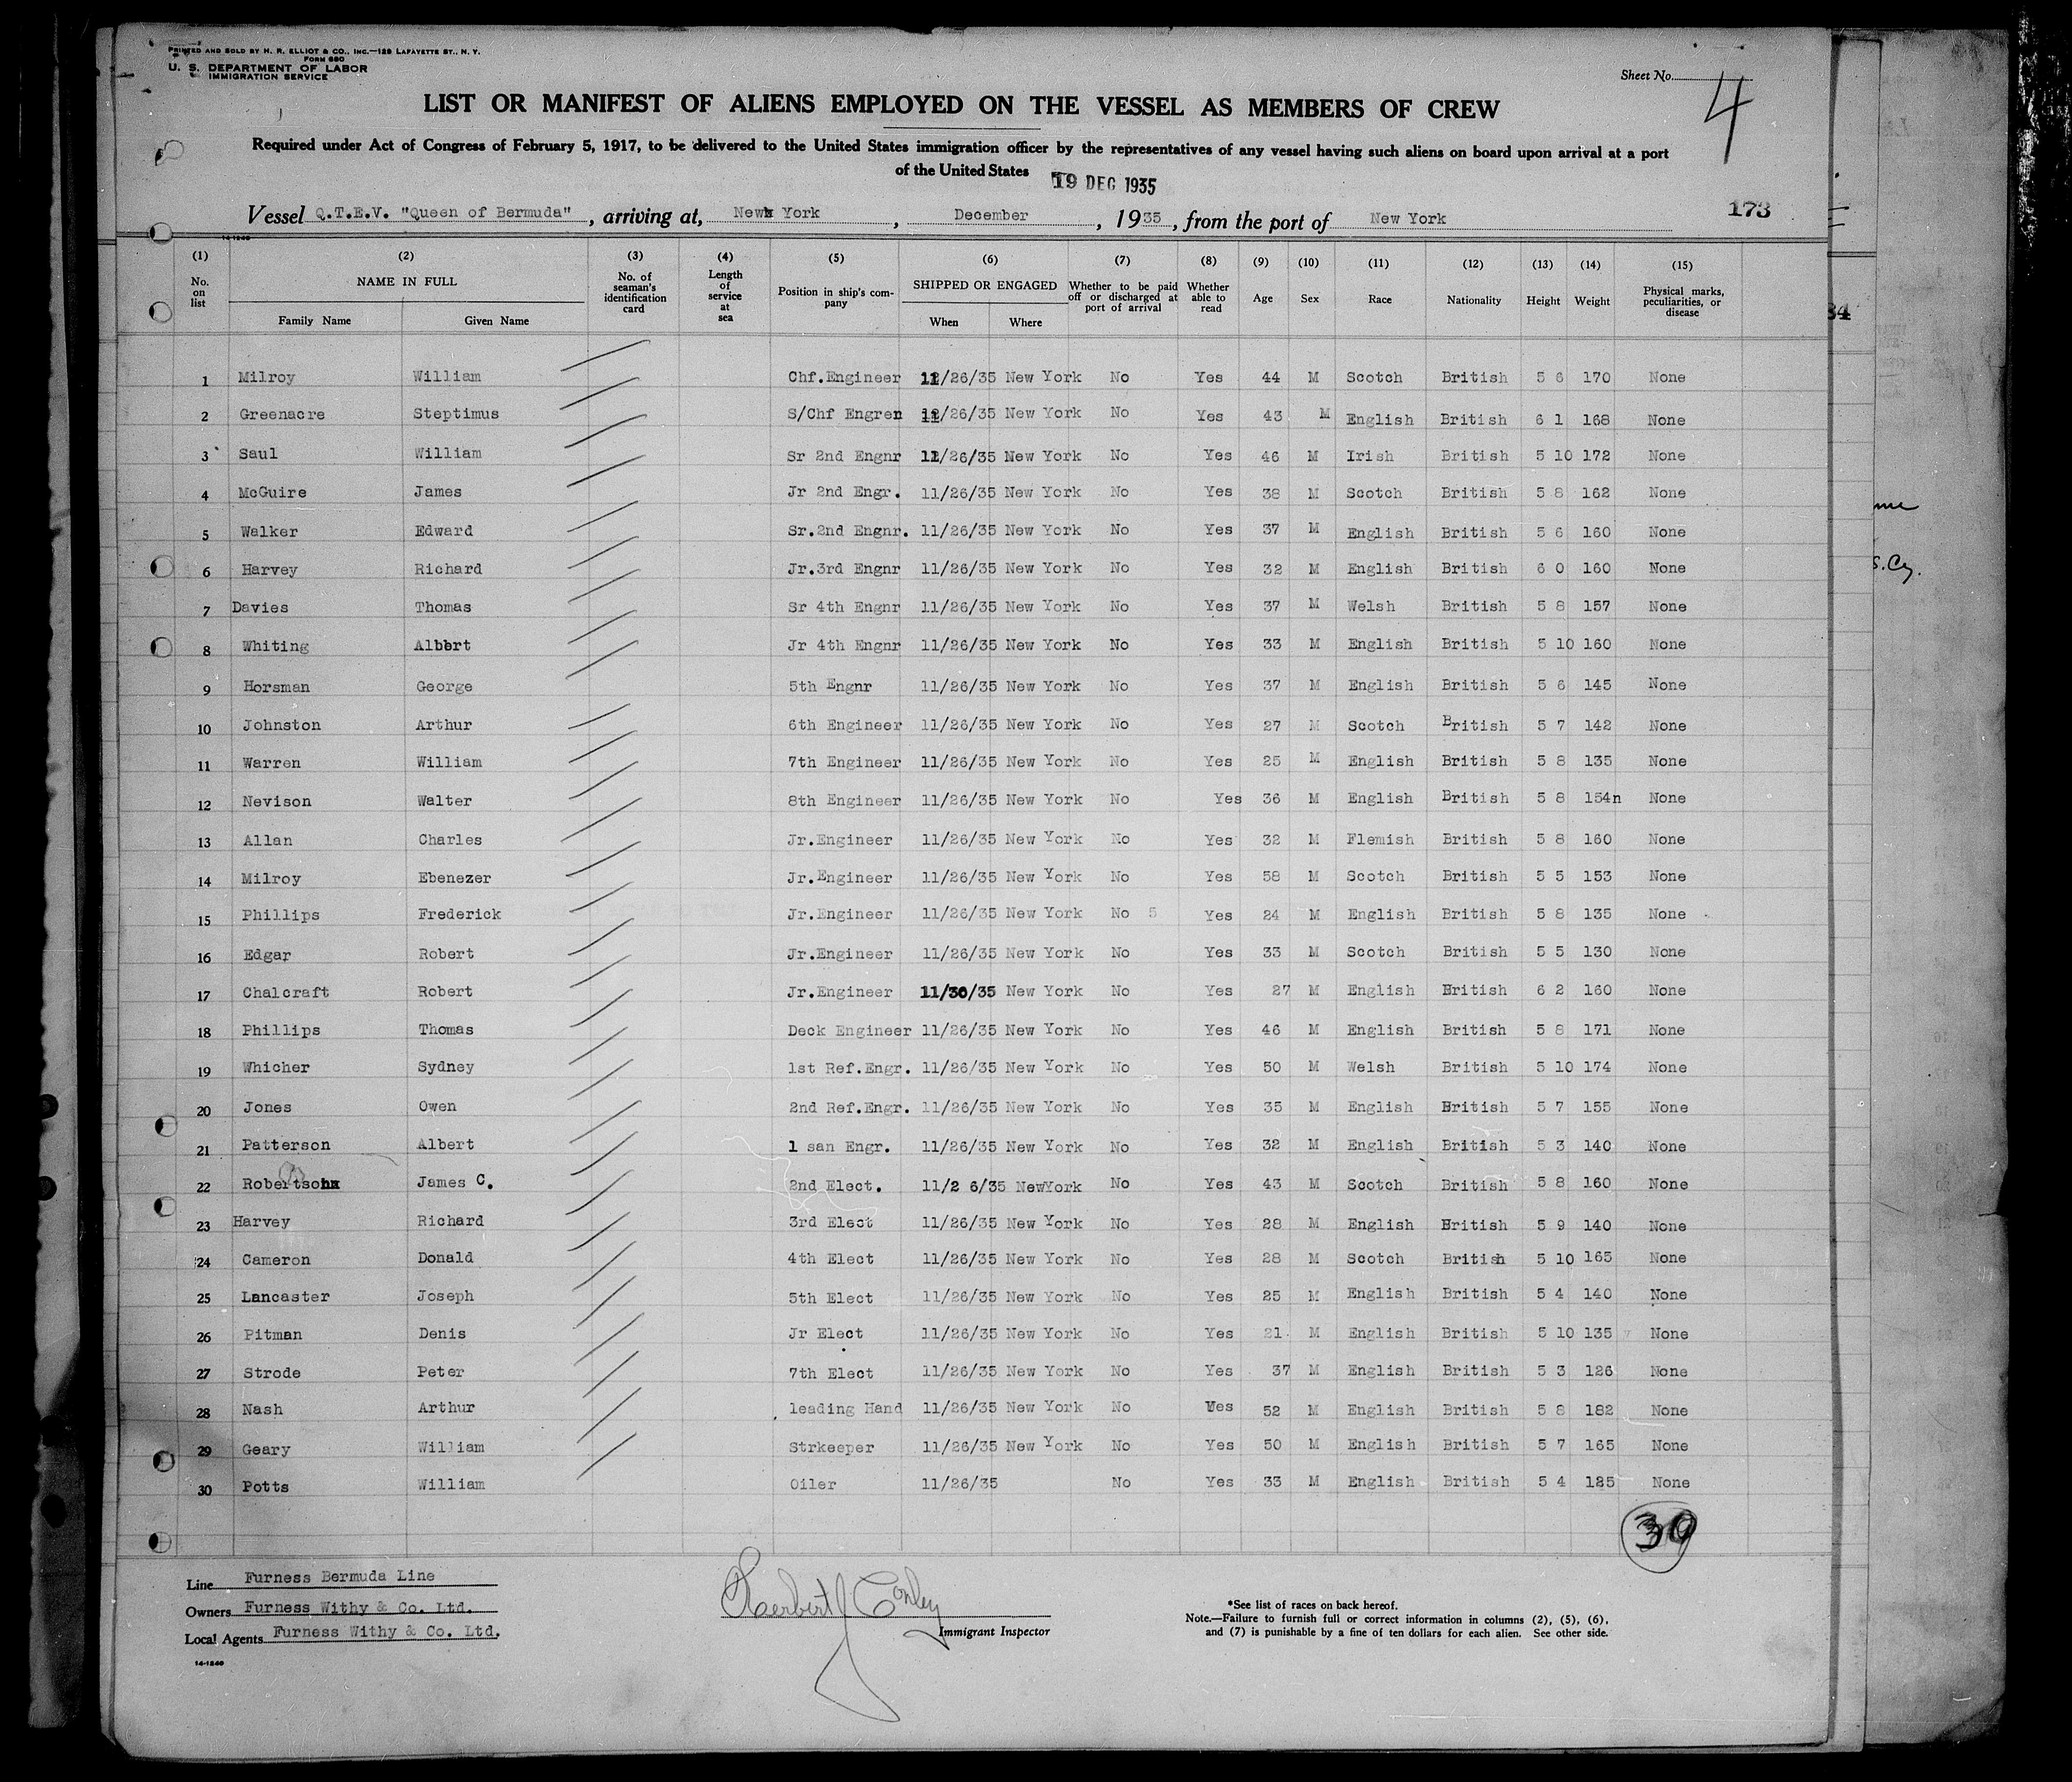 PRINTED AND SOLD BY H. R. ELLIOT & CO., INC.—128 LAFAYETTE ST., N. Y.
FORM 680
U. S. DEPARTMENT OF LABOR
IMMIGRATION SERVICE
Sheet No. 4
LIST OR MANIFEST OF ALIENS EMPLOYED ON THE VESSEL AS MEMBERS OF CREW
Required under Act of Congress of February 5, 1917, to be delivered to the United States immigration officer by the representatives of any vessel having such aliens on board upon arrival at a port
of the United States
19 DEC 1935
Vessel Q.T.E.V. "Queen of Bermuda", arriving at, New York, December, 1935, from the port of New York
173
14-1240
(1) (2) (3) (4) (5) (6) (7) (8) (9) (10) (11) (12) (13) (14) (15)
No. on list NAME IN FULL Family Name Given Name No. of seaman's identification card Length of service at sea Position in ship's company SHIPPED OR ENGAGED When Where Whether to be paid off or discharged at port of arrival Whether able to read Age Sex Race Nationality Height Weight Physical marks, peculiarities, or disease
34
1 Milroy William Chf.Engineer 11/26/35 New York No Yes 44 M Scotch British 5 6 170 None
2 Greenacre Steptimus S/Chf Engren 11/26/35 New York No Yes 43 M English British 6 1 168 None
3 Saul William Sr 2nd Engnr 11/26/35 New York No Yes 46 M Irish British 5 10 172 None
4 McGuire James Jr 2nd Engr. 11/26/35 New York No Yes 38 M Scotch British 5 8 162 None
5 Walker Edward Sr.2nd Engnr. 11/26/35 New York No Yes 37 M English British 5 6 160 None
6 Harvey Richard Jr.3rd Engnr 11/26/35 New York No Yes 32 M English British 6 0 160 None
7 Davies Thomas Sr 4th Engnr 11/26/35 New York No Yes 37 M Welsh British 5 8 157 None
8 Whiting Albert Jr 4th Engnr 11/26/35 New York No Yes 33 M English British 5 10 160 None
9 Horsman George 5th Engnr 11/26/35 New York No Yes 37 M English British 5 6 145 None
10 Johnston Arthur 6th Engineer 11/26/35 New York No Yes 27 M Scotch British 5 7 142 None
11 Warren William 7th Engineer 11/26/35 New York No Yes 25 M English British 5 8 135 None
12 Nevison Walter 8th Engineer 11/26/35 New York No Yes 36 M English British 5 8 154n None
13 Allan Charles Jr.Engineer 11/26/35 New York No Yes 32 M Flemish British 5 8 160 None
14 Milroy Ebenezer Jr.Engineer 11/26/35 New York No Yes 58 M Scotch British 5 5 153 None
15 Phillips Frederick Jr.Engineer 11/26/35 New York No 5 Yes 24 M English British 5 8 135 None
16 Edgar Robert Jr.Engineer 11/26/35 New York No Yes 33 M Scotch British 5 5 130 None
17 Chalcraft Robert Jr.Engineer 11/30/35 New York No Yes 27 M English British 6 2 160 None
18 Phillips Thomas Deck Engineer 11/26/35 New York No Yes 46 M English British 5 8 171 None
19 Whicher Sydney 1st Ref.Engr. 11/26/35 New York No Yes 50 M Welsh British 5 10 174 None
20 Jones Owen 2nd Ref.Engr. 11/26/35 New York No Yes 35 M English British 5 7 155 None
21 Patterson Albert 1 san Engr. 11/26/35 New York No Yes 32 M English British 5 3 140 None
22 Robertson James C. 2nd Elect. 11/2 6/35 NewYork No Yes 43 M Scotch British 5 8 160 None
23 Harvey Richard 3rd Elect 11/26/35 New York No Yes 28 M English British 5 9 140 None
24 Cameron Donald 4th Elect 11/26/35 New York No Yes 28 M Scotch British 5 10 165 None
25 Lancaster Joseph 5th Elect 11/26/35 New York No Yes 25 M English British 5 4 140 None
26 Pitman Denis Jr Elect 11/26/35 New York No Yes 21 M English British 5 10 135 None
27 Strode Peter 7th Elect 11/26/35 New York No Yes 37 M English British 5 3 126 None
28 Nash Arthur leading Hand 11/26/35 New York No Yes 52 M English British 5 8 182 None
29 Geary William Strkeeper 11/26/35 New York No Yes 50 M English British 5 7 165 None
30 Potts William Oiler 11/26/35 No Yes 33 M English British 5 4 125 None
30
Line Furness Bermuda Line
Owners Furness Withy & Co. Ltd.
Local Agents Furness Withy & Co. Ltd.
14-1240
Herbert J Conley
Immigrant Inspector
*See list of races on back hereof.
Note.—Failure to furnish full or correct information in columns (2), (5), (6),
and (7) is punishable by a fine of ten dollars for each alien. See other side.